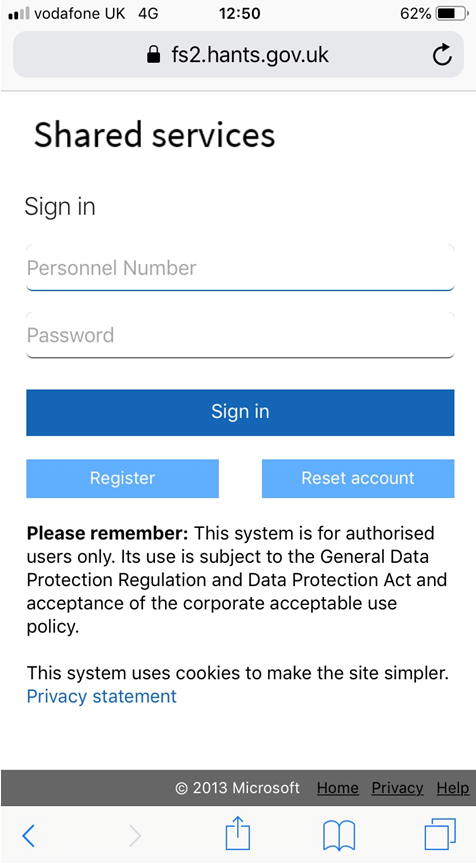 vodafone UK 4G 12:50 62%
fs2.hants.gov.uk
Shared services
Sign in
Personnel Number
Password
Sign in
Register Reset account
Please remember: This system is for authorised
users only. Its use is subject to the General Data
Protection Regulation and Data Protection Act and
acceptance of the corporate acceptable use
policy.
This system uses cookies to make the site simpler.
Privacy statement
© 2013 Microsoft Home Privacy Help